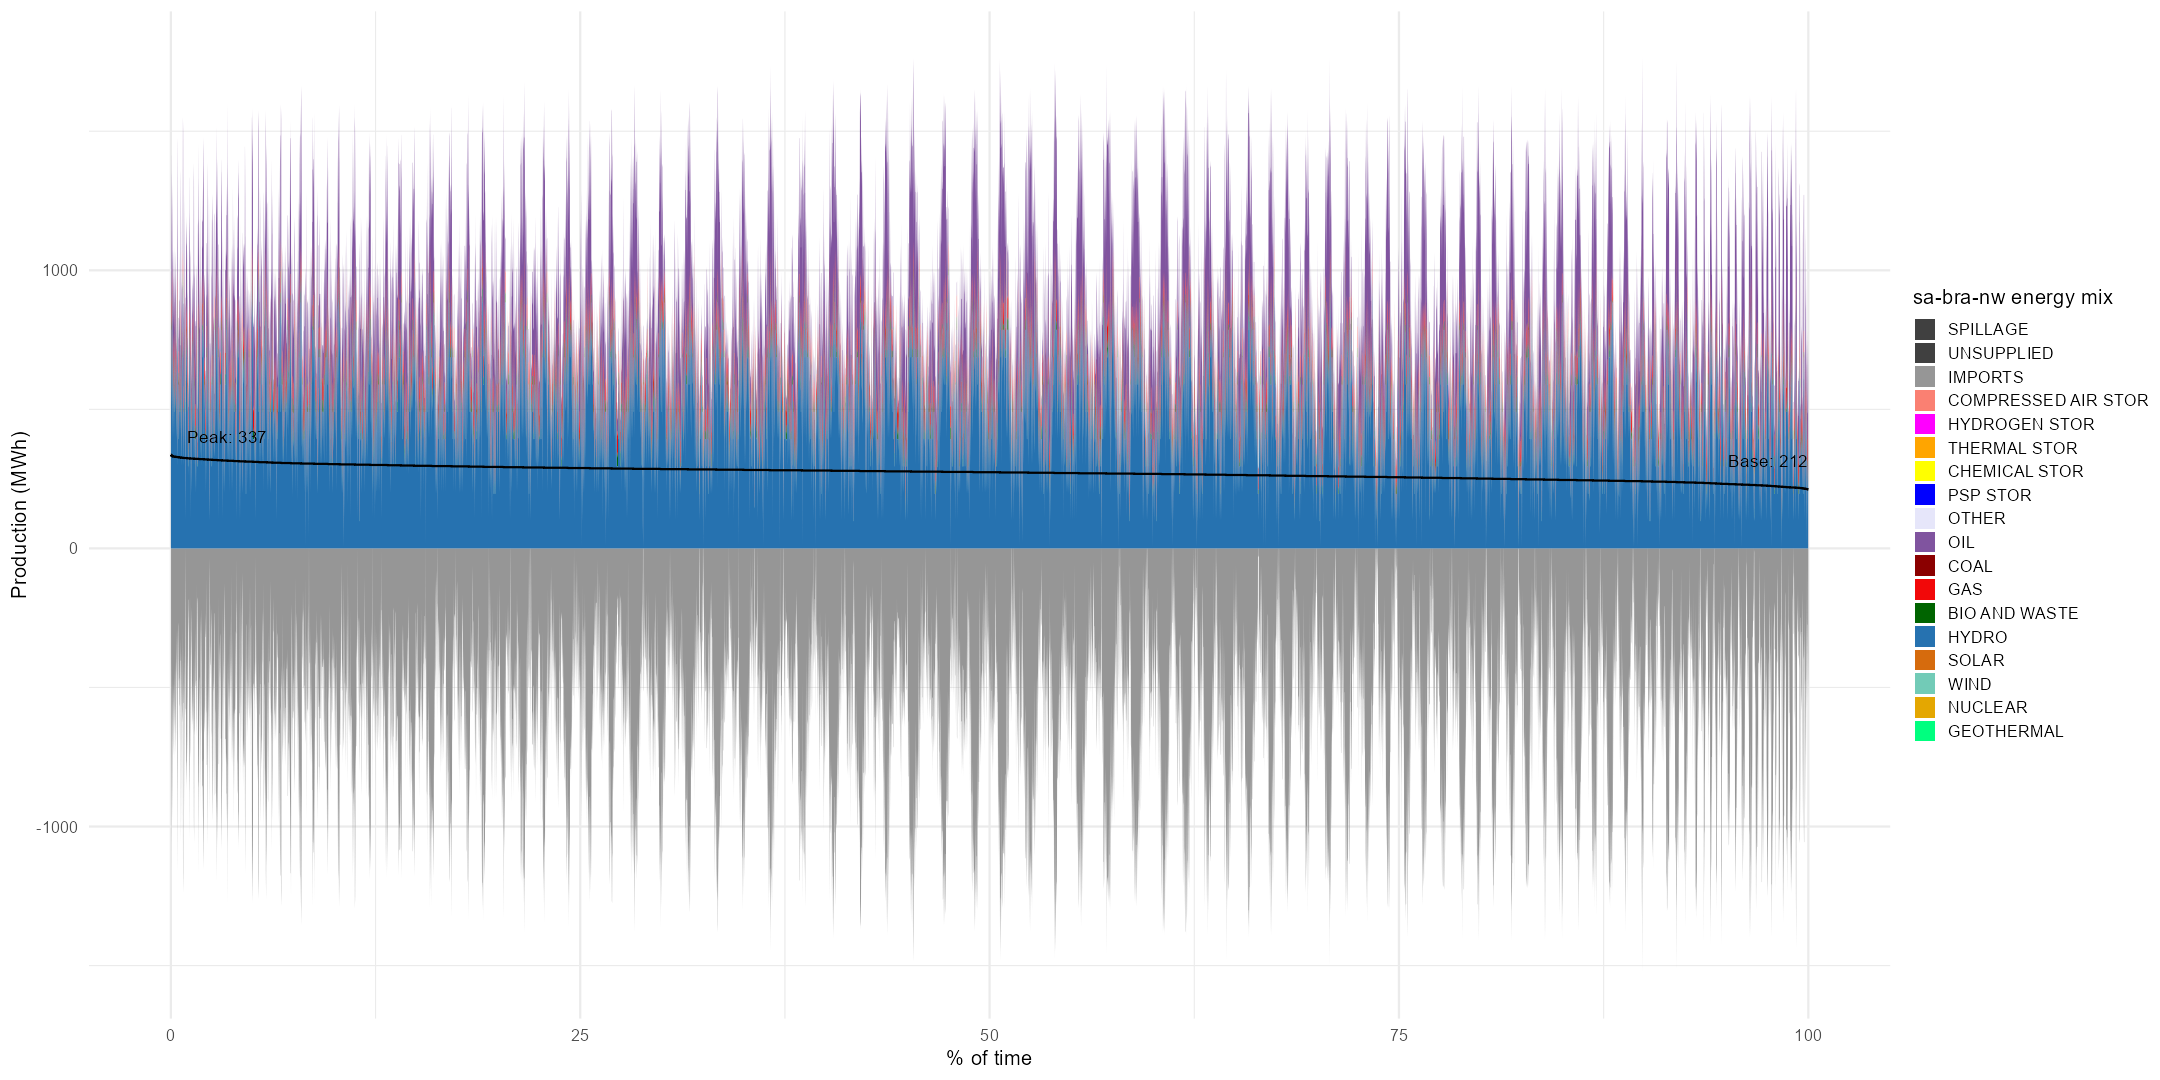 Production (MWh)
1000
0
-1000
Peak: 337
Base: 212
0
25
50
75
100
% of time
sa-bra-nw energy mix
SPILLAGE
UNSUPPLIED
IMPORTS
COMPRESSED AIR STOR
HYDROGEN STOR
THERMAL STOR
CHEMICAL STOR
PSP STOR
OTHER
OIL
COAL
GAS
BIO AND WASTE
HYDRO
SOLAR
WIND
NUCLEAR
GEOTHERMAL